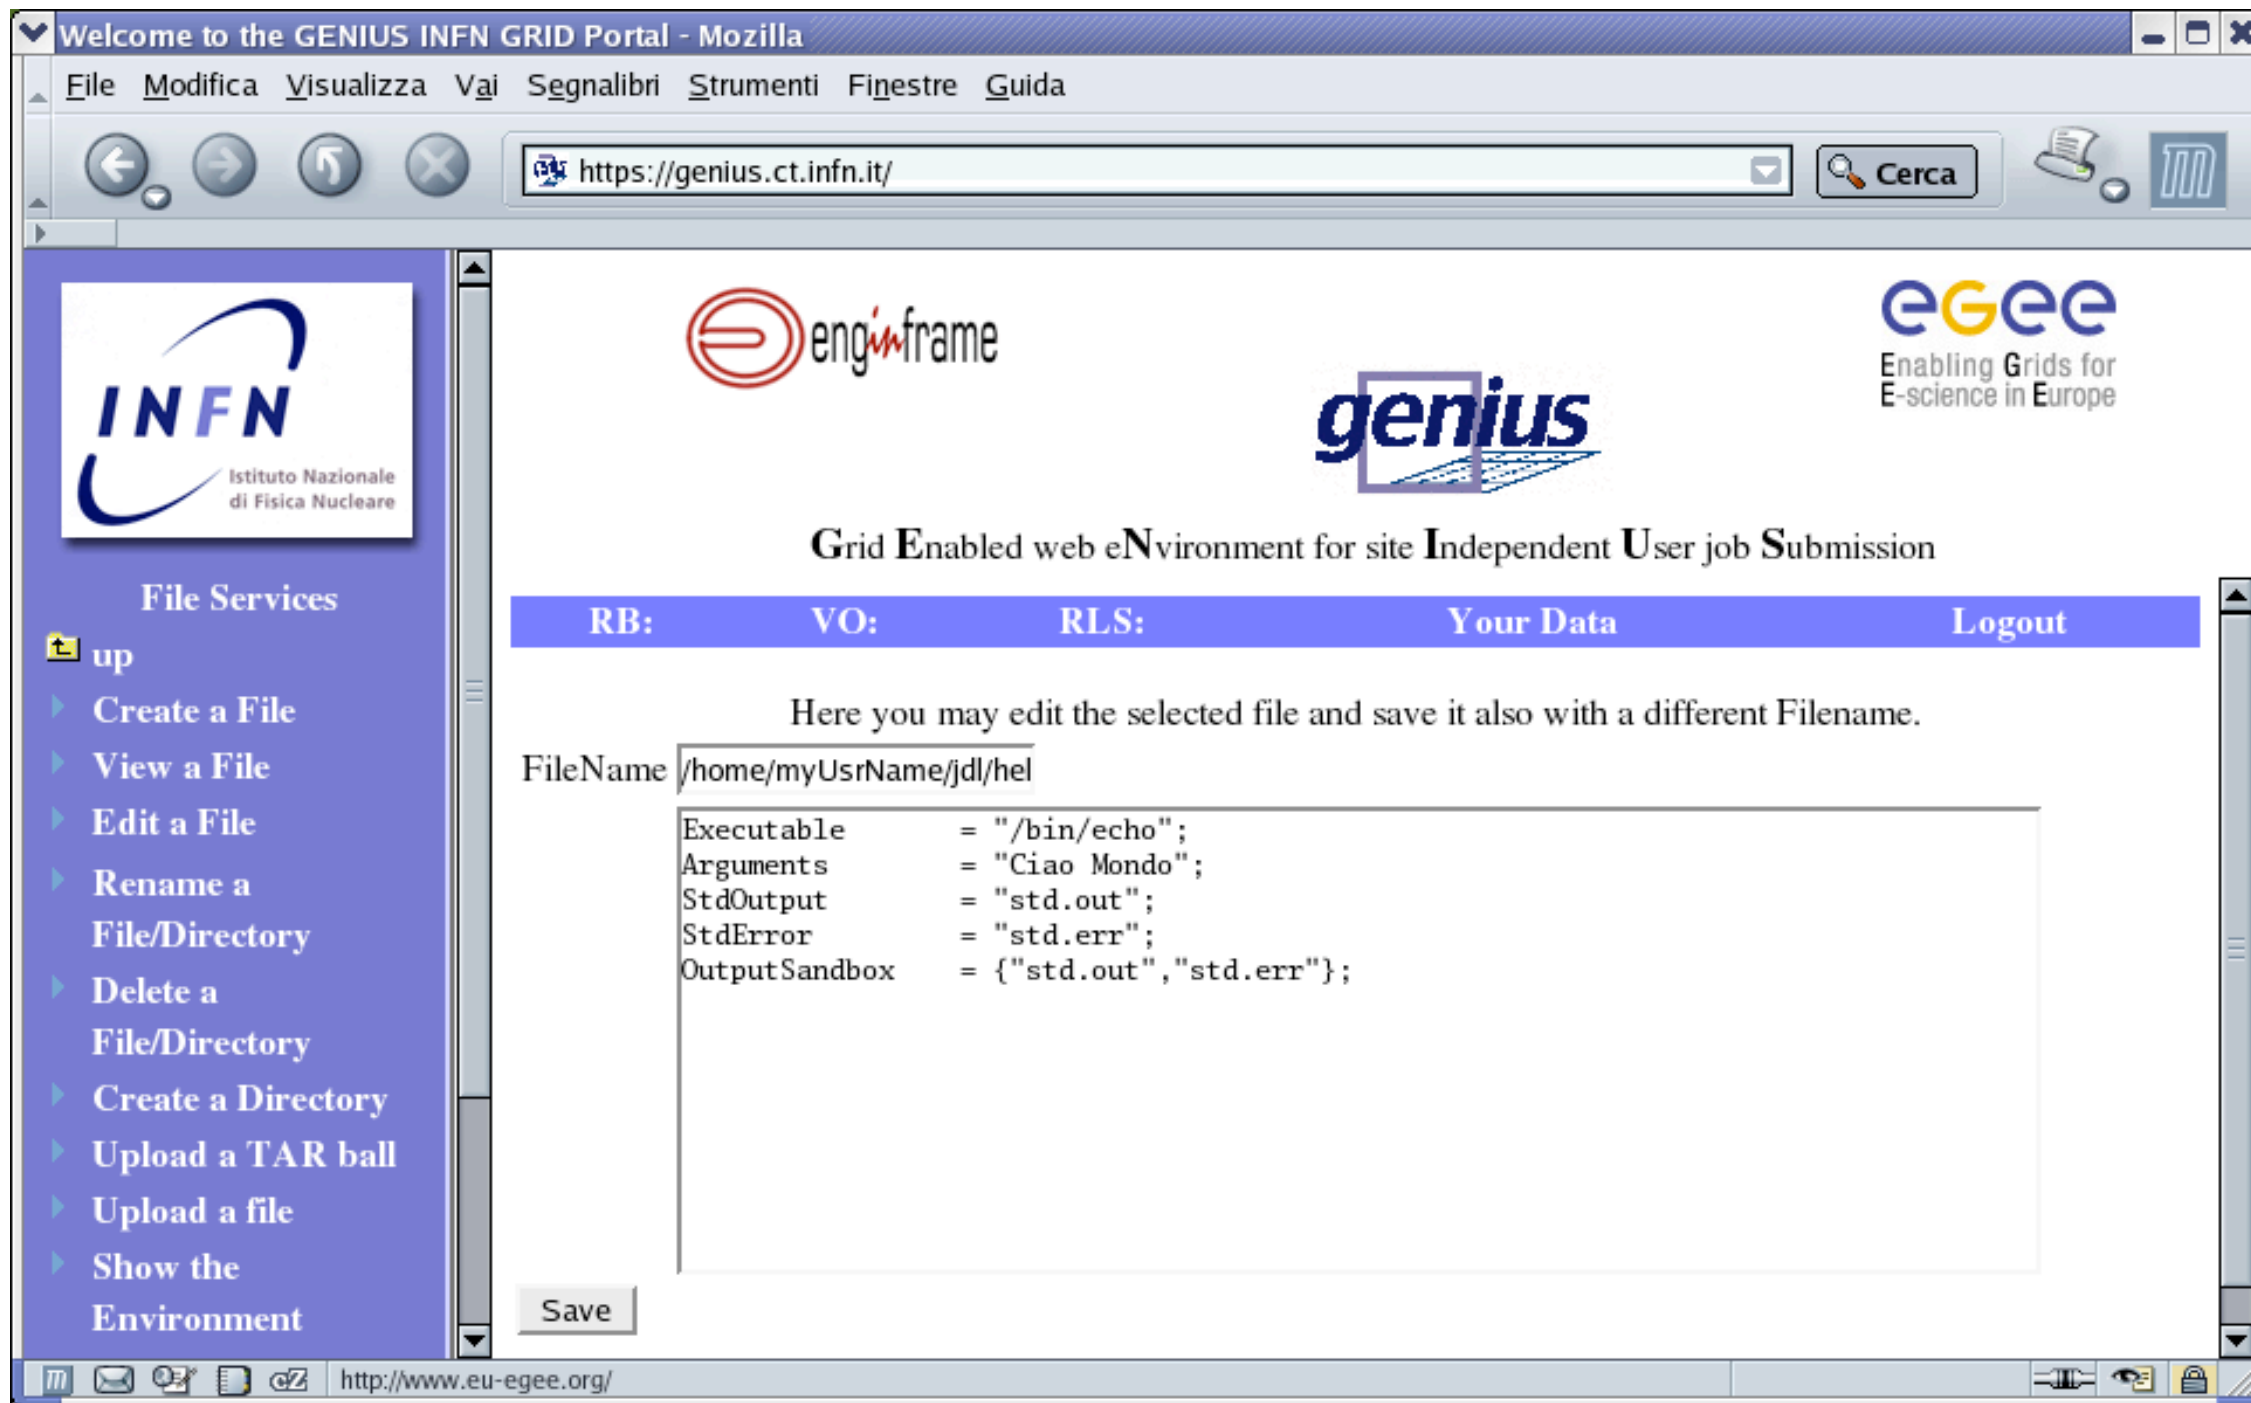 Welcome to the GENIUS INFN GRID Portal - Mozilla
File Modifica Visualizza Vai Segnalibri Strumenti Finestre Guida
https://genius.ct.infn.it/
Cerca
INFN
Istituto Nazionale
di Fisica Nucleare
File Services
up
Create a File
View a File
Edit a File
Rename a
File/Directory
Delete a
File/Directory
Create a Directory
Upload a TAR ball
Upload a file
Show the
Environment
enginframe
genius
egee
Enabling Grids for
E-science in Europe
Grid Enabled web eNvironment for site Independent User job Submission
RB: VO: RLS: Your Data Logout
Here you may edit the selected file and save it also with a different Filename.
FileName /home/myUsrName/jdl/hel
Executable = "/bin/echo";
Arguments = "Ciao Mondo";
StdOutput = "std.out";
StdError = "std.err";
OutputSandbox = {"std.out","std.err"};
Save
http://www.eu-egee.org/